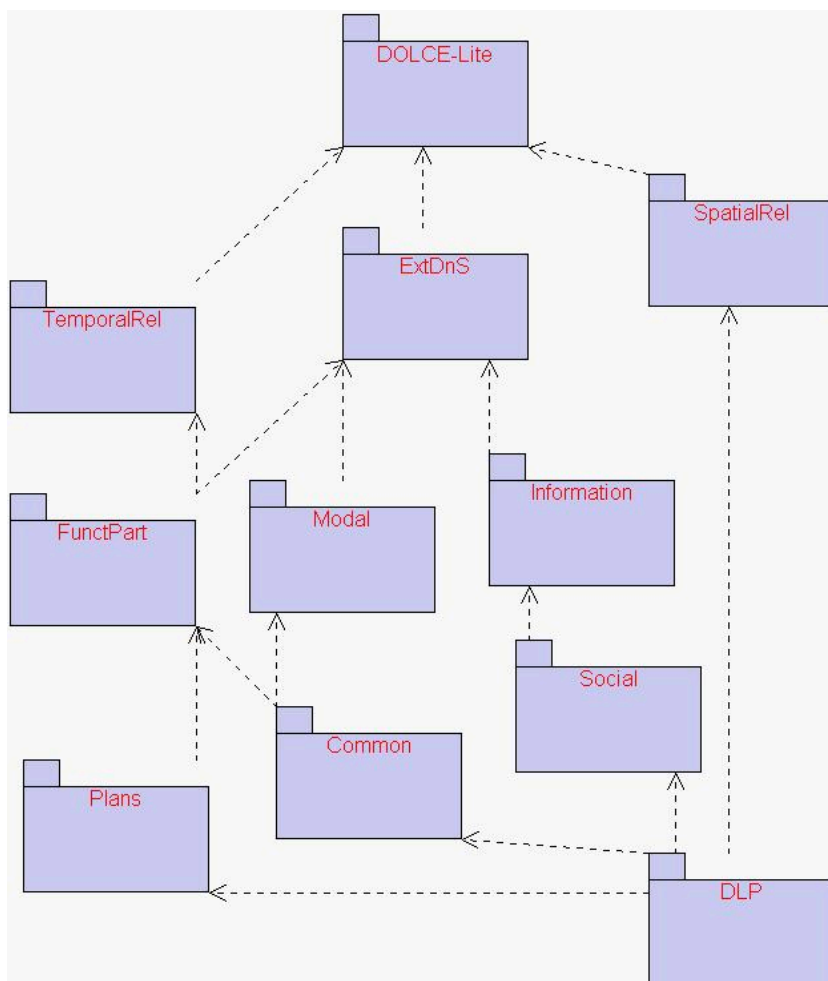 DOLCE-Lite
SpatialRel
ExtDnS
TemporalRel
Information
Modal
FunctPart
Social
Common
Plans
DLP